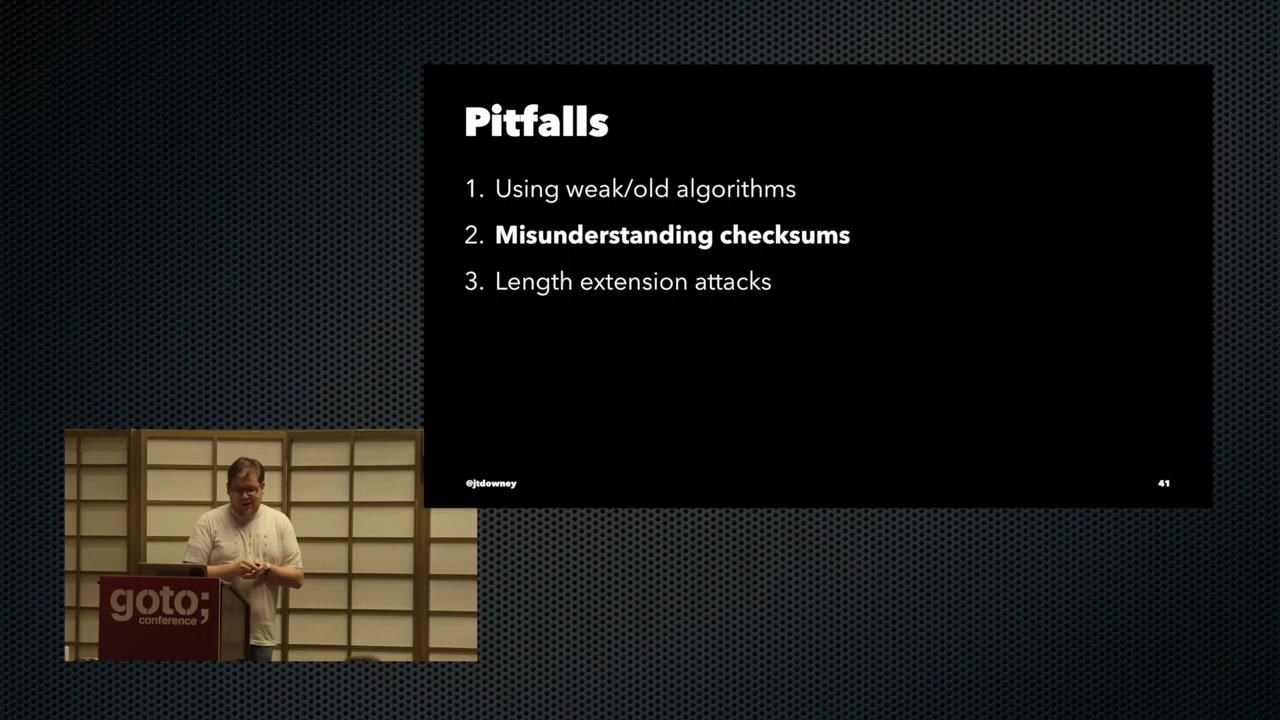 Pitfalls
1. Using weak/old algorithms
2. Misunderstanding checksums
3. Length extension attacks
@jtdowney
41
goto;
conference